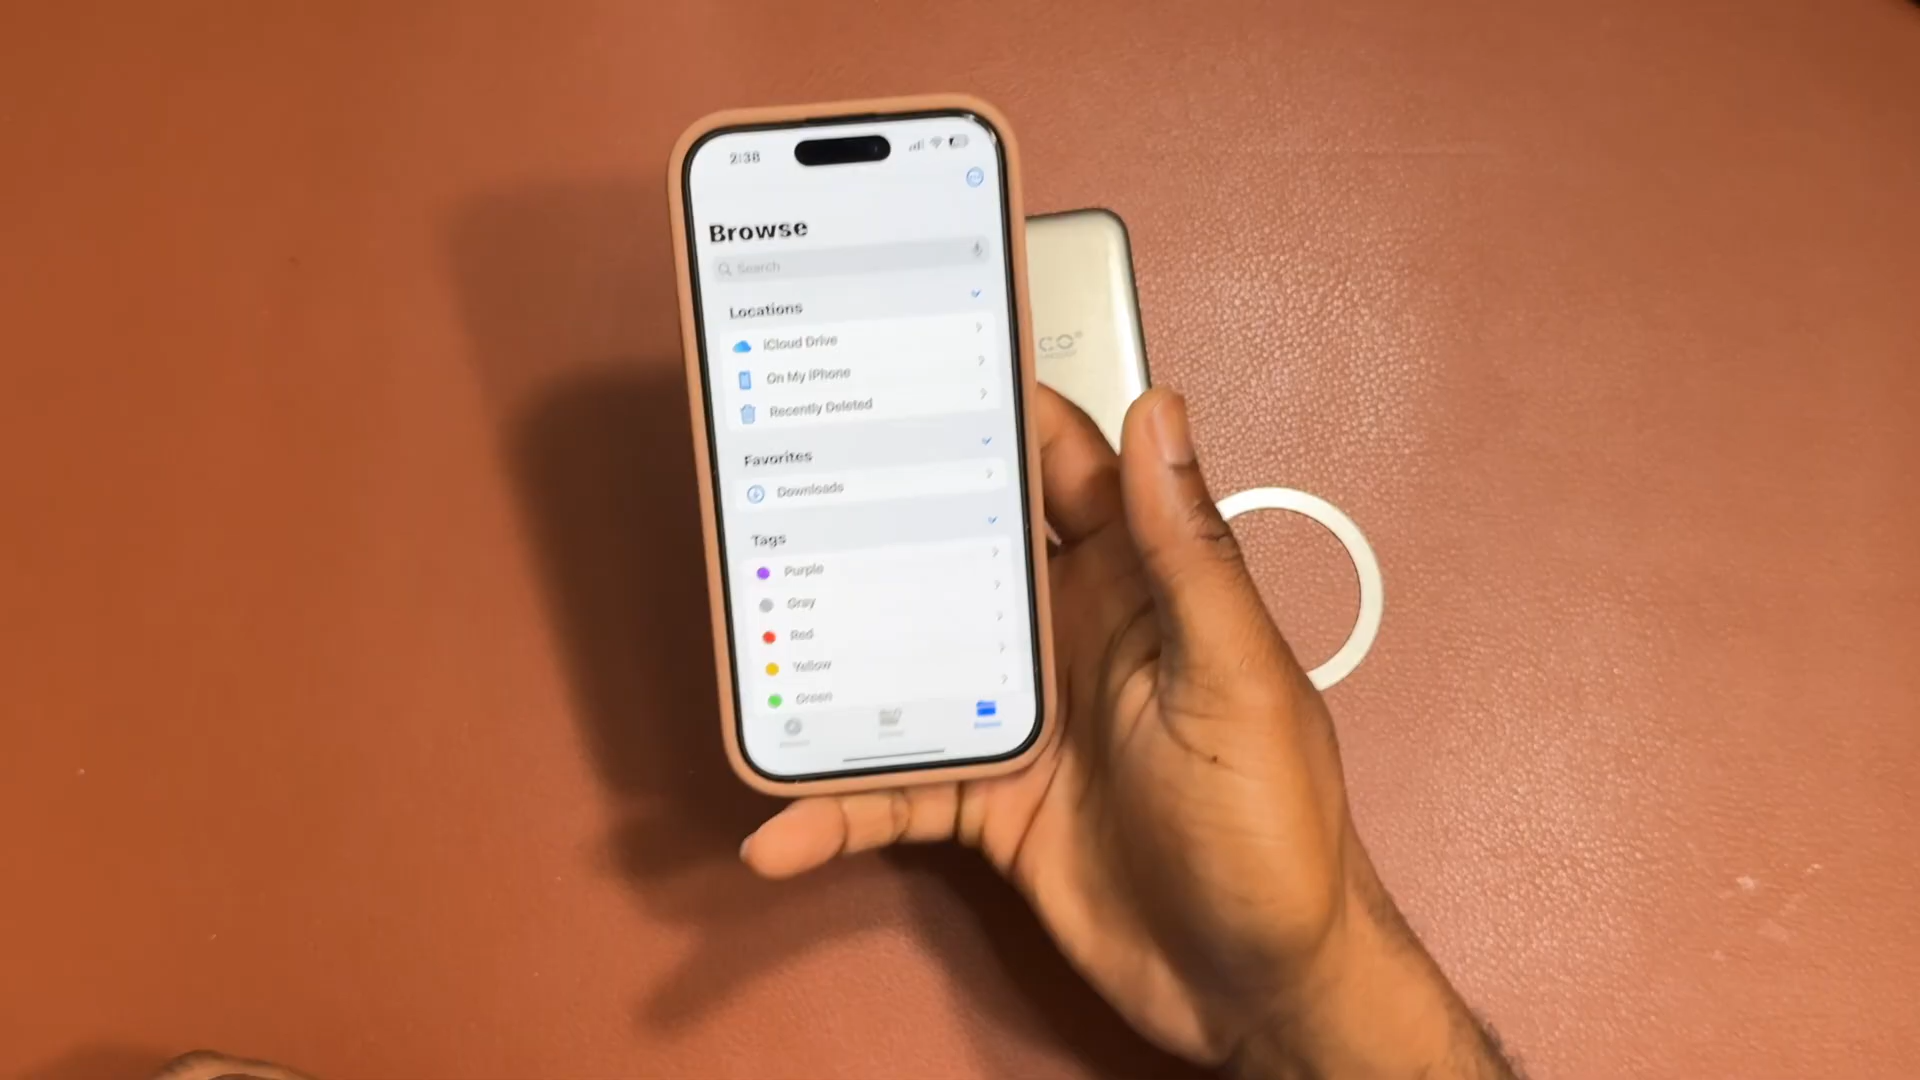 2:38
Browse
Search
Locations
iCloud Drive
On My iPhone
Recently Deleted
Favorites
Downloads
Tags
Purple
Gray
Red
Yellow
Green
CO